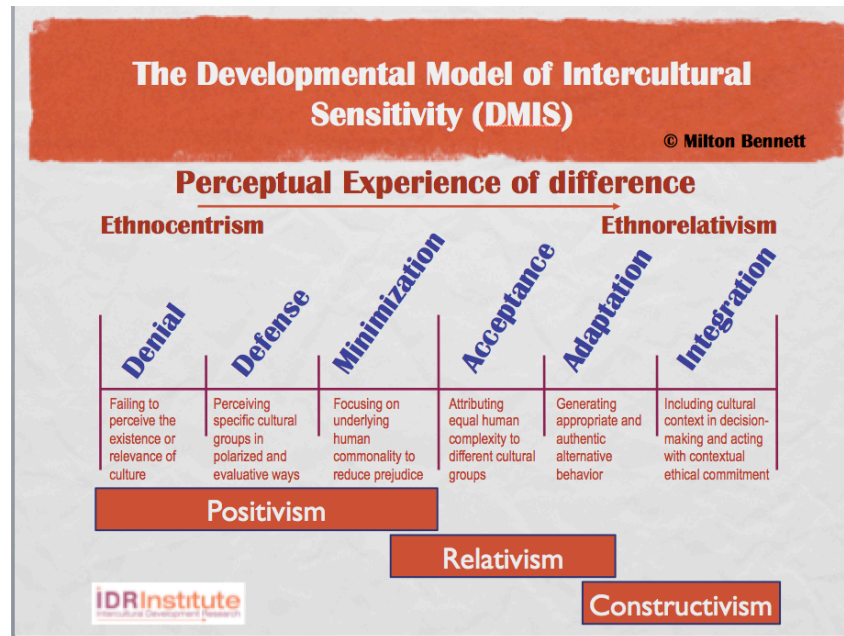 The Developmental Model of Intercultural
Sensitivity (DMIS)
© Milton Bennett
Perceptual Experience of difference
Ethnocentrism
Ethnorelativism
Denial
Defense
Minimization
Acceptance
Adaptation
Integration
Failing to
perceive the
existence or
relevance of
culture
Perceiving
specific cultural
groups in
polarized and
evaluative ways
Focusing on
underlying
human
commonality to
reduce prejudice
Attributing
equal human
complexity to
different cultural
groups
Generating
appropriate and
authentic
alternative
behavior
Including cultural
context in decision-
making and acting
with contextual
ethical commitment
Positivism
Relativism
Constructivism
IDRInstitute
Intercultural Development Research